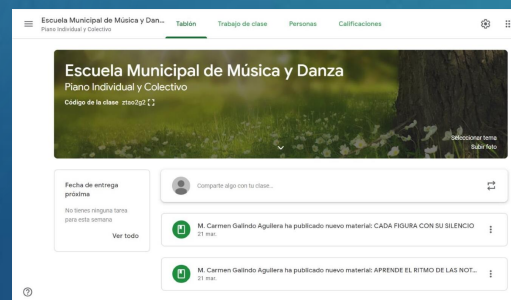 Escuela Municipal de Música y Dan...
Piano Individual y Colectivo
Tablón Trabajo de clase Personas Calificaciones
Escuela Municipal de Música y Danza
Piano Individual y Colectivo
Código de la clase ztao2g2
Seleccionar tema
Subir foto
Fecha de entrega
próxima
No tienes ninguna tarea
para esta semana
Ver todo
Comparte algo con tu clase...
M. Carmen Galindo Aguilera ha publicado nuevo material: CADA FIGURA CON SU SILENCIO
21 mar.
M. Carmen Galindo Aguilera ha publicado nuevo material: APRENDE EL RITMO DE LAS NOT...
21 mar.